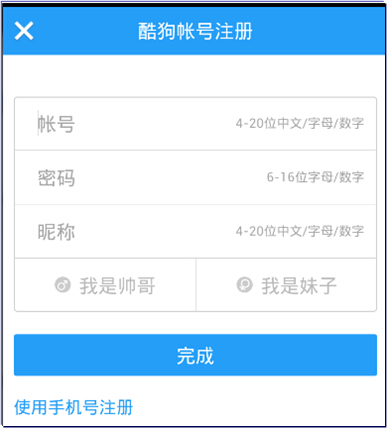 酷狗帐号注册
帐号 4-20位中文/字母/数字
密码 6-16位字母/数字
昵称 4-20位中文/字母/数字
我是帅哥 我是妹子
完成
使用手机号注册